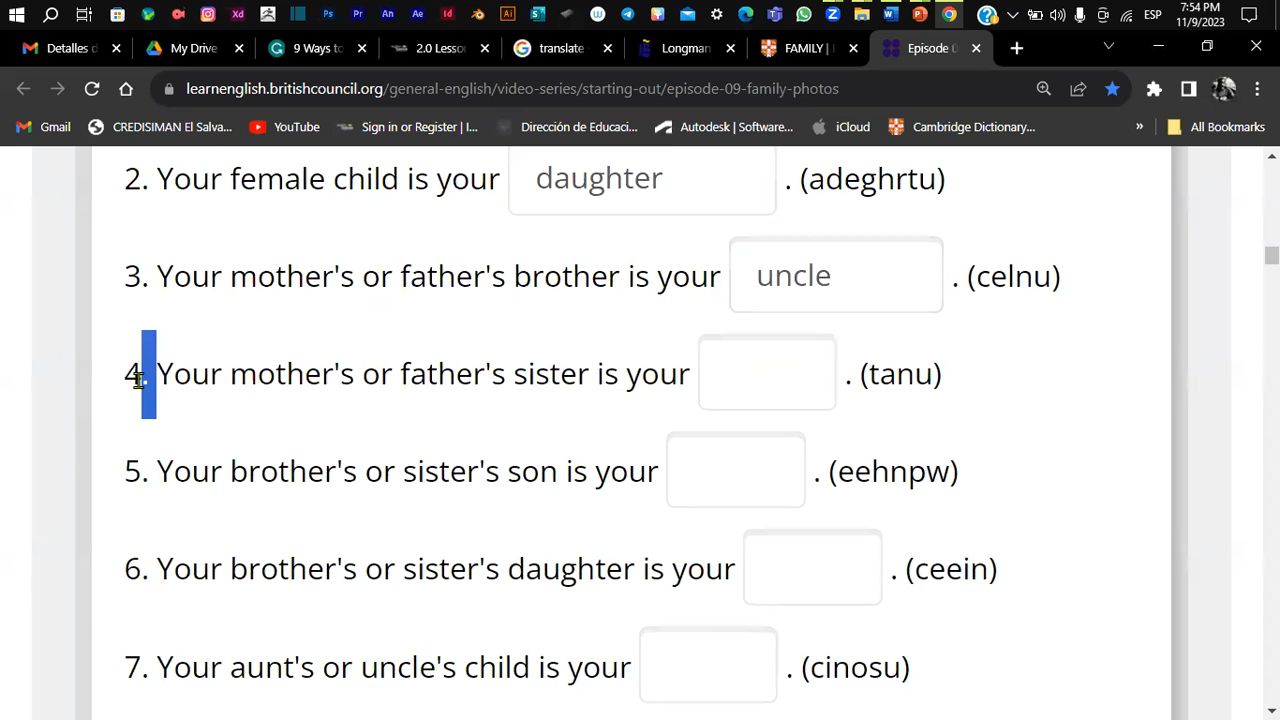 7:54 PM
ESP
11/9/2023
Detalles d
My Drive
9 Ways to
2.0 Lesso
translate
Longman
FAMILY |
Episode 0
learnenglish.britishcouncil.org/general-english/video-series/starting-out/episode-09-family-photos
Gmail
CREDISIMAN El Salva...
YouTube
Sign in or Register | I...
Dirección de Educaci...
Autodesk | Software...
iCloud
Cambridge Dictionary...
»
All Bookmarks
2. Your female child is your daughter . (adeghrtu)
3. Your mother's or father's brother is your uncle . (celnu)
4. Your mother's or father's sister is your . (tanu)
5. Your brother's or sister's son is your . (eehnpw)
6. Your brother's or sister's daughter is your . (ceein)
7. Your aunt's or uncle's child is your . (cinosu)